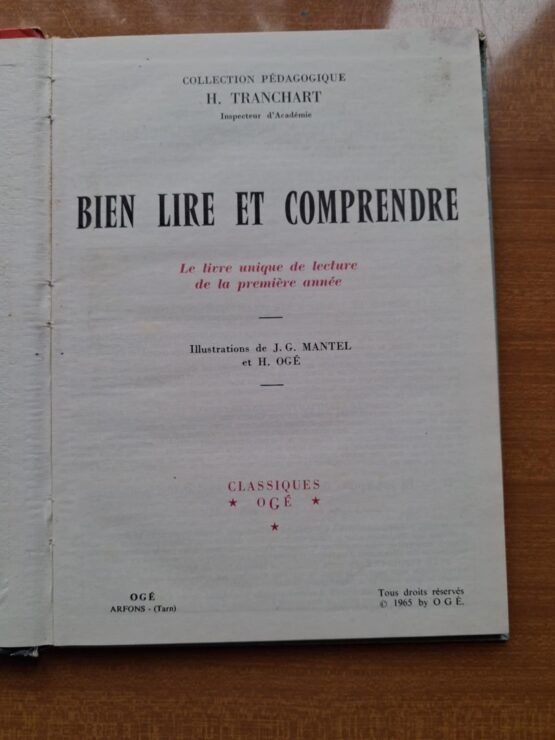 COLLECTION PÉDAGOGIQUE
H. TRANCHART
Inspecteur d'Académie
BIEN LIRE ET COMPRENDRE
Le livre unique de lecture
de la première année
Illustrations de J. G. MANTEL
et H. OGÉ
CLASSIQUES
★ OGÉ ★
★
OGÉ
ARFONS - (Tarn)
Tous droits réservés
© 1965 by O G É.